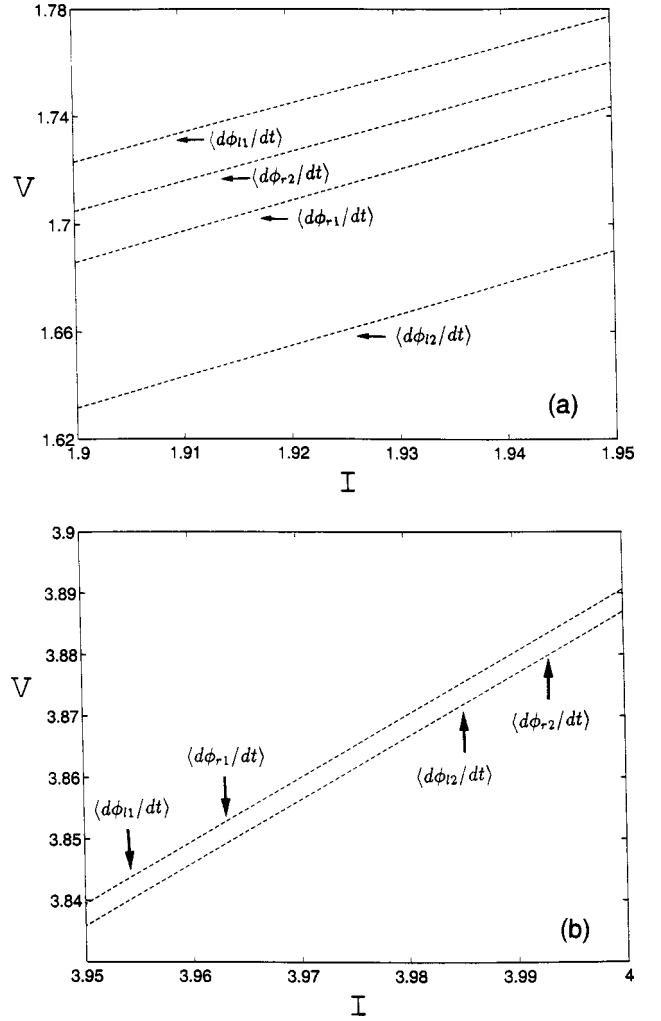 1.78
⟨dϕl1/dt⟩
1.74
⟨dϕr2/dt⟩
V
1.7
⟨dϕr1/dt⟩
1.66
⟨dϕl2/dt⟩
(a)
1.62
1.9 1.91 1.92 1.93 1.94 1.95
I
3.9
3.89
3.88
V
3.87
⟨dϕr2/dt⟩
⟨dϕr1/dt⟩
3.86
⟨dϕl2/dt⟩
⟨dϕl1/dt⟩
3.85
3.84
(b)
3.95 3.96 3.97 3.98 3.99 4
I